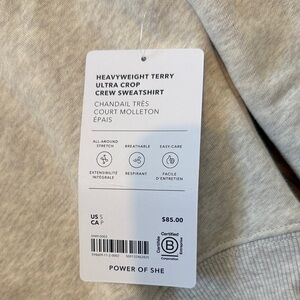 HEAVYWEIGHT TERRY
ULTRA CROP
CREW SWEATSHIRT
CHANDAIL TRÈS
COURT MOLLETON
ÉPAIS
ALL-AROUND
STRETCH
BREATHABLE
EASY-CARE
EXTENSIBILITÉ
INTÉGRALE
RESPIRANT
FACILE
D'ENTRETIEN
US S
CA P
$85.00
Certifiée
Certified
B
Corporation
POWER OF SHE